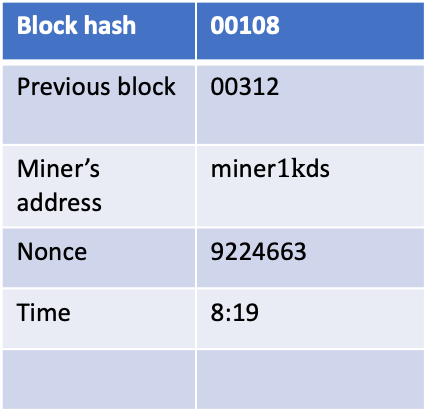 Block hash 00108
Previous block 00312
Miner’s address miner1kds
Nonce 9224663
Time 8:19